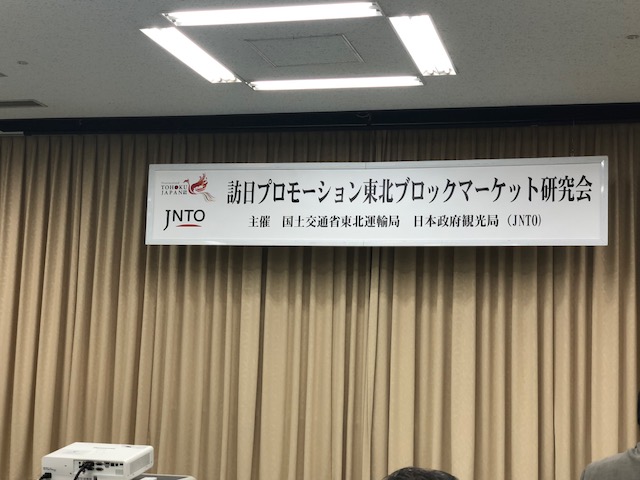 TOHOKU
JAPAN
JNTO
訪日プロモーション東北ブロックマーケット研究会
主催 国土交通省東北運輸局 日本政府観光局（JNTO）